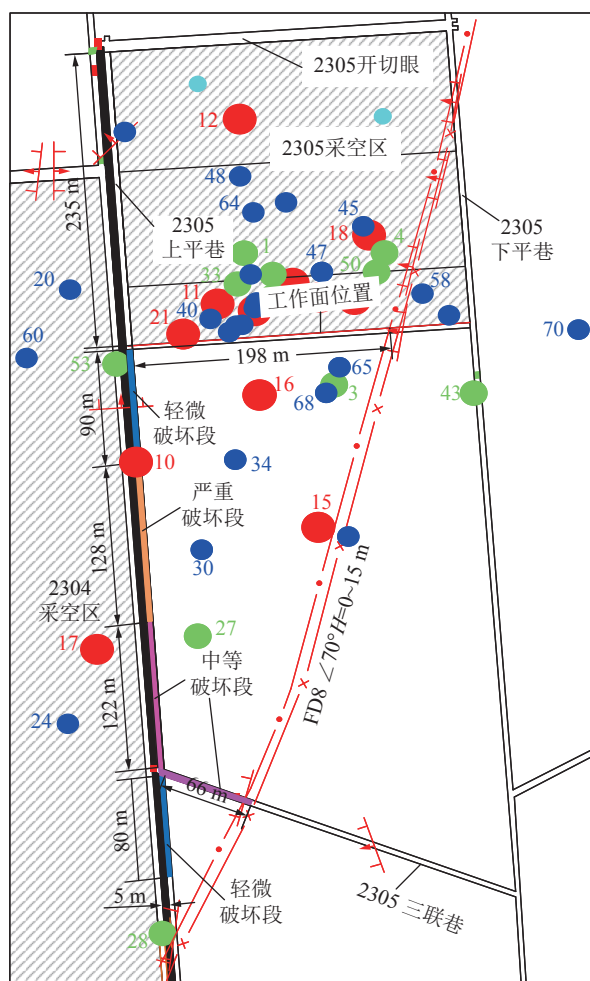 2305开切眼
12
2305采空区
48
235 m
2305
上平巷
64
45
18
2305
下平巷
1
4
47
50
33
20
11
工作面位置
58
40
21
70
60
198 m
53
65
16
3
43
68
90 m
轻微
破坏段
10
34
严重
破坏段
15
128 m
30
FD8 ∠70°H=0~15 m
2304
采空区
27
17
中等
破坏段
122 m
24
66 m
80 m
轻微
破坏段
5 m
2305 三联巷
28